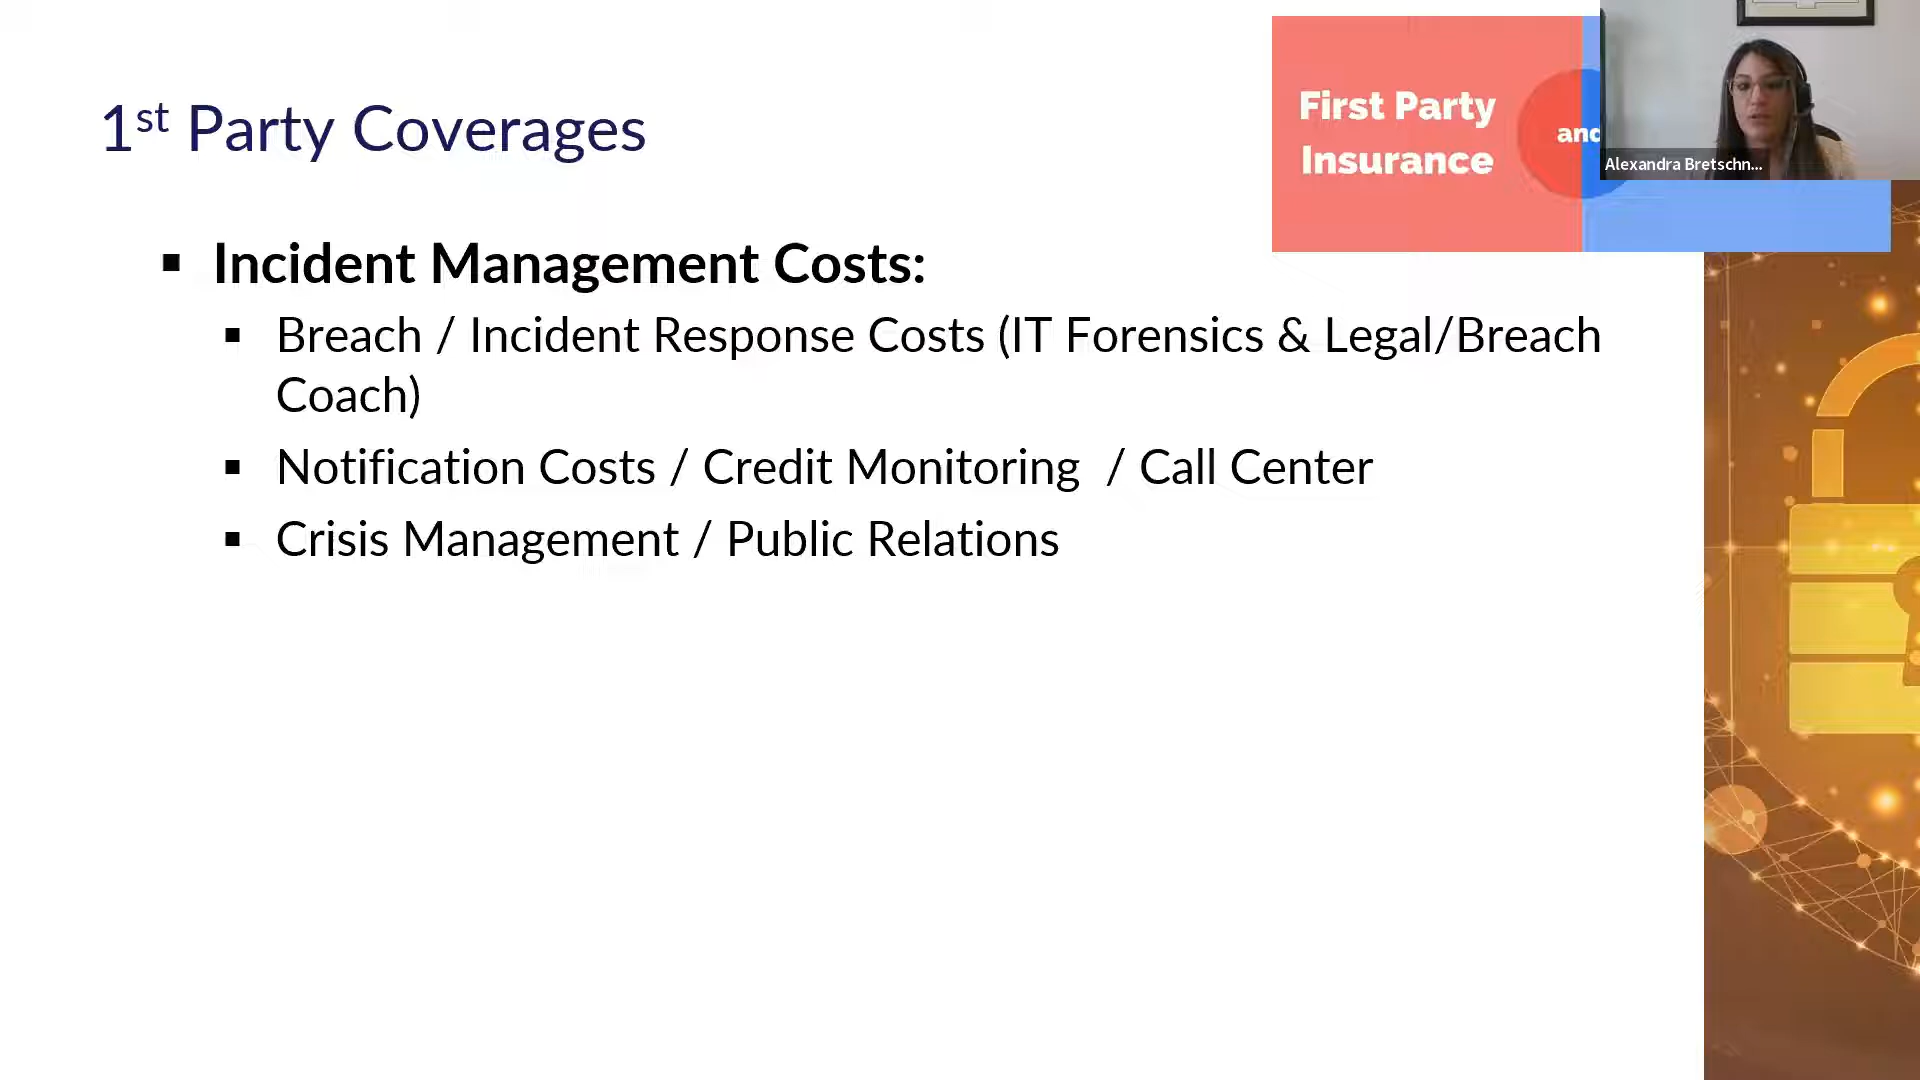 1st Party Coverages
First Party
Insurance
and
Alexandra Bretschn...
▪ Incident Management Costs:
▪ Breach / Incident Response Costs (IT Forensics & Legal/Breach
Coach)
▪ Notification Costs / Credit Monitoring / Call Center
▪ Crisis Management / Public Relations